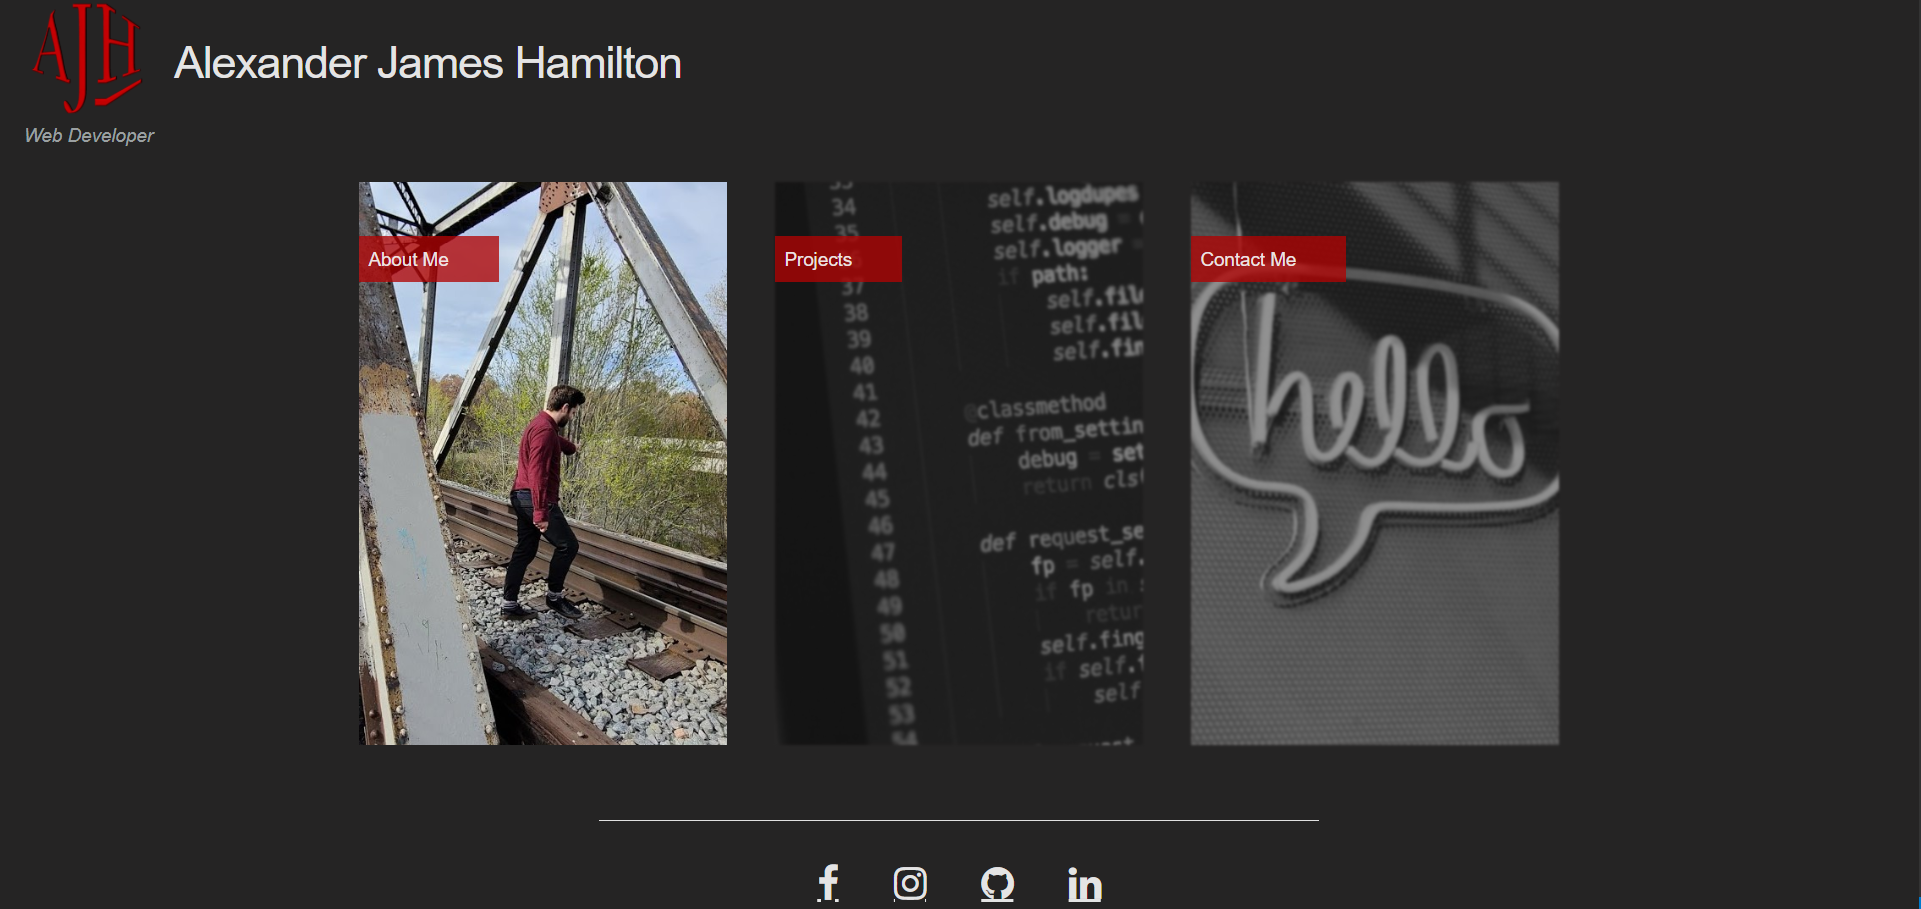 AJH
Alexander James Hamilton
Web Developer
About Me
Projects
Contact Me
34
self.logdupes
self.debug =
35
self.logger =
if path:
37
self.fil
38
self.fil
39
self.fin
40
41
@classmethod
42
def from_settin
43
debug = set
44
return cls
45
46
def request_se
47
fp = self.
48
if fp in
49
return
50
self.fing
51
if self.f
52
self
53
54
hello